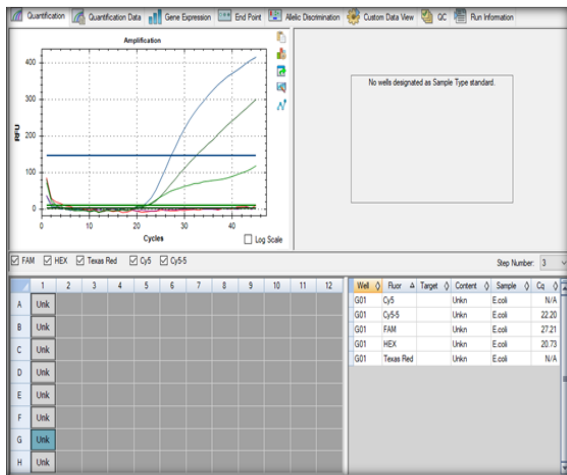 Quantification Quantification Data Gene Expression End Point Allelic Discrimination Custom Data View QC Run Information
Amplification
400
300
200
100
0
RFU
0 10 20 30 40
Cycles
Log Scale
No wells designated as Sample Type standard.
FAM HEX Texas Red Cy5 Cy5-5
Step Number: 3
1 2 3 4 5 6 7 8 9 10 11 12
A Unk
B Unk
C Unk
D Unk
E Unk
F Unk
G Unk
H Unk
Well Fluor Target Content Sample Cq
G01 Cy5 Unkn E.coli N/A
G01 Cy5-5 Unkn E.coli 22.20
G01 FAM Unkn E.coli 27.21
G01 HEX Unkn E.coli 20.73
G01 Texas Red Unkn E.coli N/A